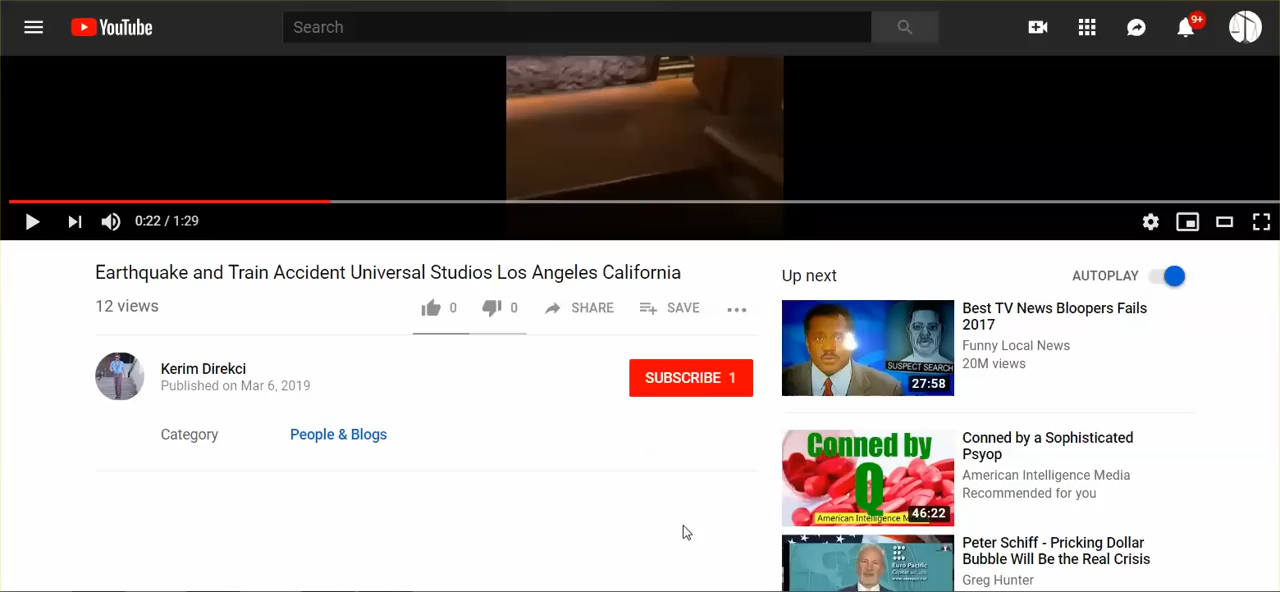 YouTube
Search
9+
0:22 / 1:29
Earthquake and Train Accident Universal Studios Los Angeles California
12 views
0
0
SHARE
SAVE
Kerim Direkci
Published on Mar 6, 2019
SUBSCRIBE 1
Category
People & Blogs
Up next
AUTOPLAY
SUSPECT SEARCH
27:58
Best TV News Bloopers Fails
2017
Funny Local News
20M views
Conned by
Q
American Intelligence
46:22
Conned by a Sophisticated
Psyop
American Intelligence Media
Recommended for you
Euro Pacific
Peter Schiff - Pricking Dollar
Bubble Will Be the Real Crisis
Greg Hunter